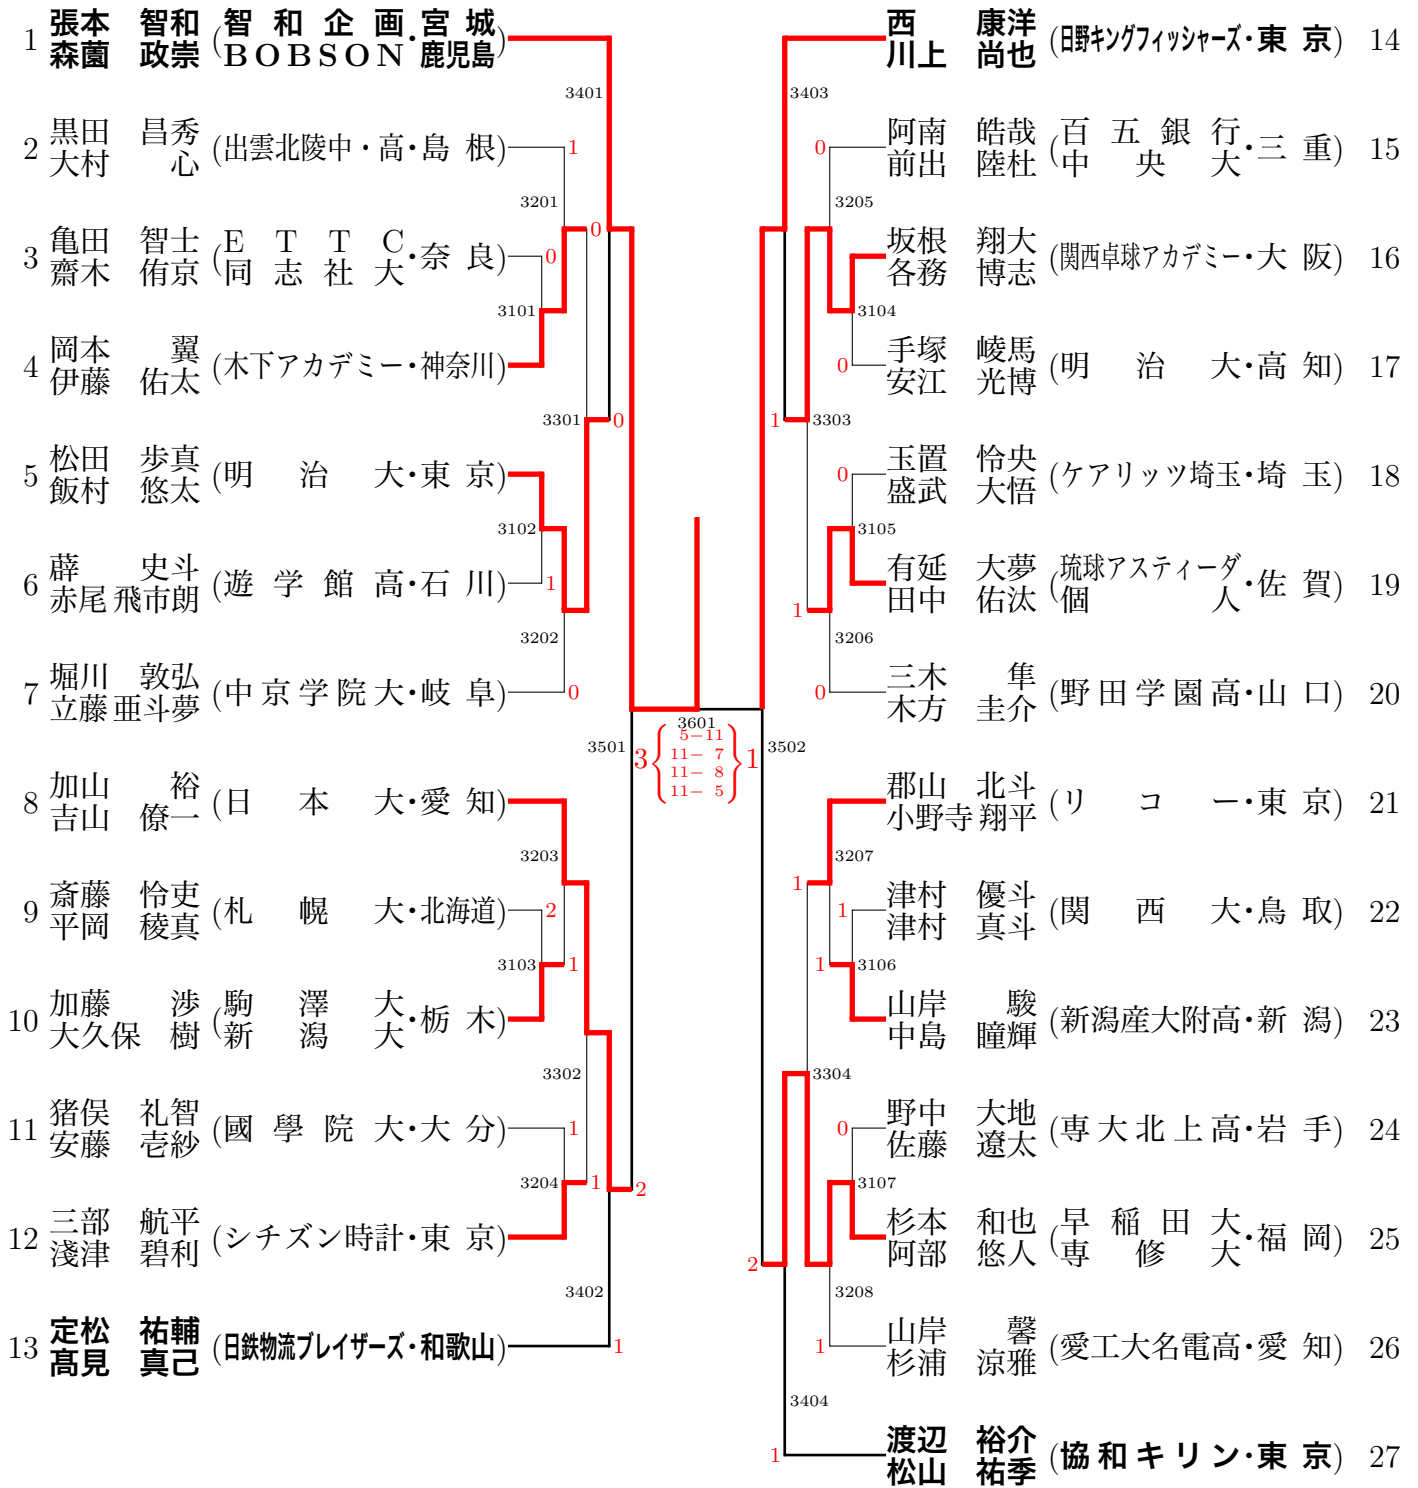 1 張本 智和 森薗 政崇 (智和企画 BOBSON・宮城 鹿児島)
2 黒田 昌秀 大村 心 (出雲北陵中・高・島根)
3 亀田 智士 齋木 侑京 (ETTC 同志社大・奈良)
4 岡本 翼 伊藤 佑太 (木下アカデミー・神奈川)
5 松田 歩真 飯村 悠太 (明治大・東京)
6 薜 史斗 赤尾 飛市朗 (遊学館高・石川)
7 堀川 敦弘 立藤 亜斗夢 (中京学院大・岐阜)
8 加山 裕 吉山 僚一 (日本大・愛知)
9 斎藤 怜吏 平岡 稜真 (札幌大・北海道)
10 加藤 渉 大久保 樹 (駒澤大 新潟大・栃木)
11 猪俣 礼智 安藤 壱紗 (國學院大・大分)
12 三部 航平 淺津 碧利 (シチズン時計・東京)
13 定松 祐輔 髙見 真己 (日鉄物流ブレイザーズ・和歌山)
3401
1
3201
0
0
3101
3301
0
3102
1
3202
0
3501
3203
2
3103
1
3302
1
3204
1
2
3402
1
3601
3
5-11
11- 7
11- 8
11- 5
1
3502
3403
0
3205
3104
0
1
3303
0
3105
1
3206
0
3207
1
1
3106
1
3304
0
3107
2
3208
1
3404
1
西 康洋 川上 尚也 (日野キングフィッシャーズ・東京) 14
阿南 皓哉 前出 陸杜 (百五銀行 中央大・三重) 15
坂根 翔大 各務 博志 (関西卓球アカデミー・大阪) 16
手塚 崚馬 安江 光博 (明治大・高知) 17
玉置 怜央 盛武 大悟 (ケアリッツ埼玉・埼玉) 18
有延 大夢 田中 佑汰 (琉球アスティーダ 個人・佐賀) 19
三木 隼 木方 圭介 (野田学園高・山口) 20
郡山 北斗 小野寺 翔平 (リコー・東京) 21
津村 優斗 津村 真斗 (関西大・鳥取) 22
山岸 駿 中島 瞳輝 (新潟産大附高・新潟) 23
野中 大地 佐藤 遼太 (専大北上高・岩手) 24
杉本 和也 阿部 悠人 (早稲田大 専修大・福岡) 25
山岸 馨 杉浦 涼雅 (愛工大名電高・愛知) 26
渡辺 裕介 松山 祐季 (協和キリン・東京) 27